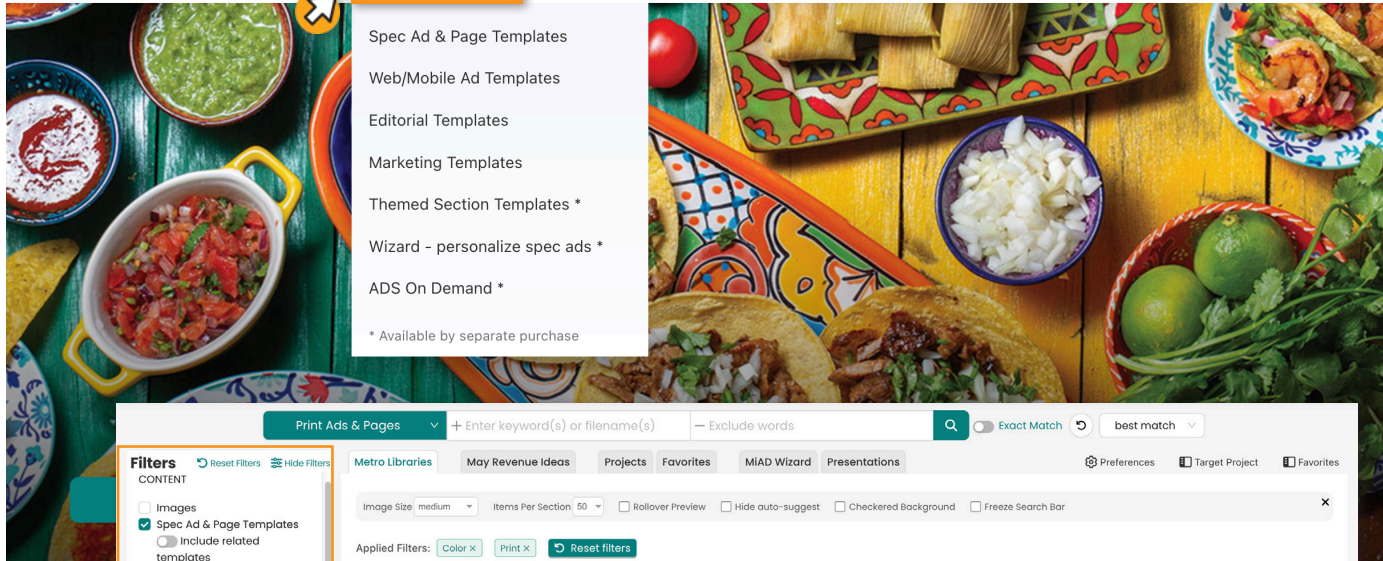 Spec Ad & Page Templates
Web/Mobile Ad Templates
Editorial Templates
Marketing Templates
Themed Section Templates *
Wizard - personalize spec ads *
ADS On Demand *
* Available by separate purchase
Print Ads & Pages + Enter keyword(s) or filename(s) — Exclude words Exact Match best match
Filters Reset Filters Hide Filters Metro Libraries May Revenue Ideas Projects Favorites MiAD Wizard Presentations Preferences Target Project Favorites
CONTENT
Images
Image Size medium Items Per Section 50 Rollover Preview Hide auto-suggest Checkered Background Freeze Search Bar ×
Spec Ad & Page Templates
Include related
templates
Applied Filters: Color × Print × Reset filters